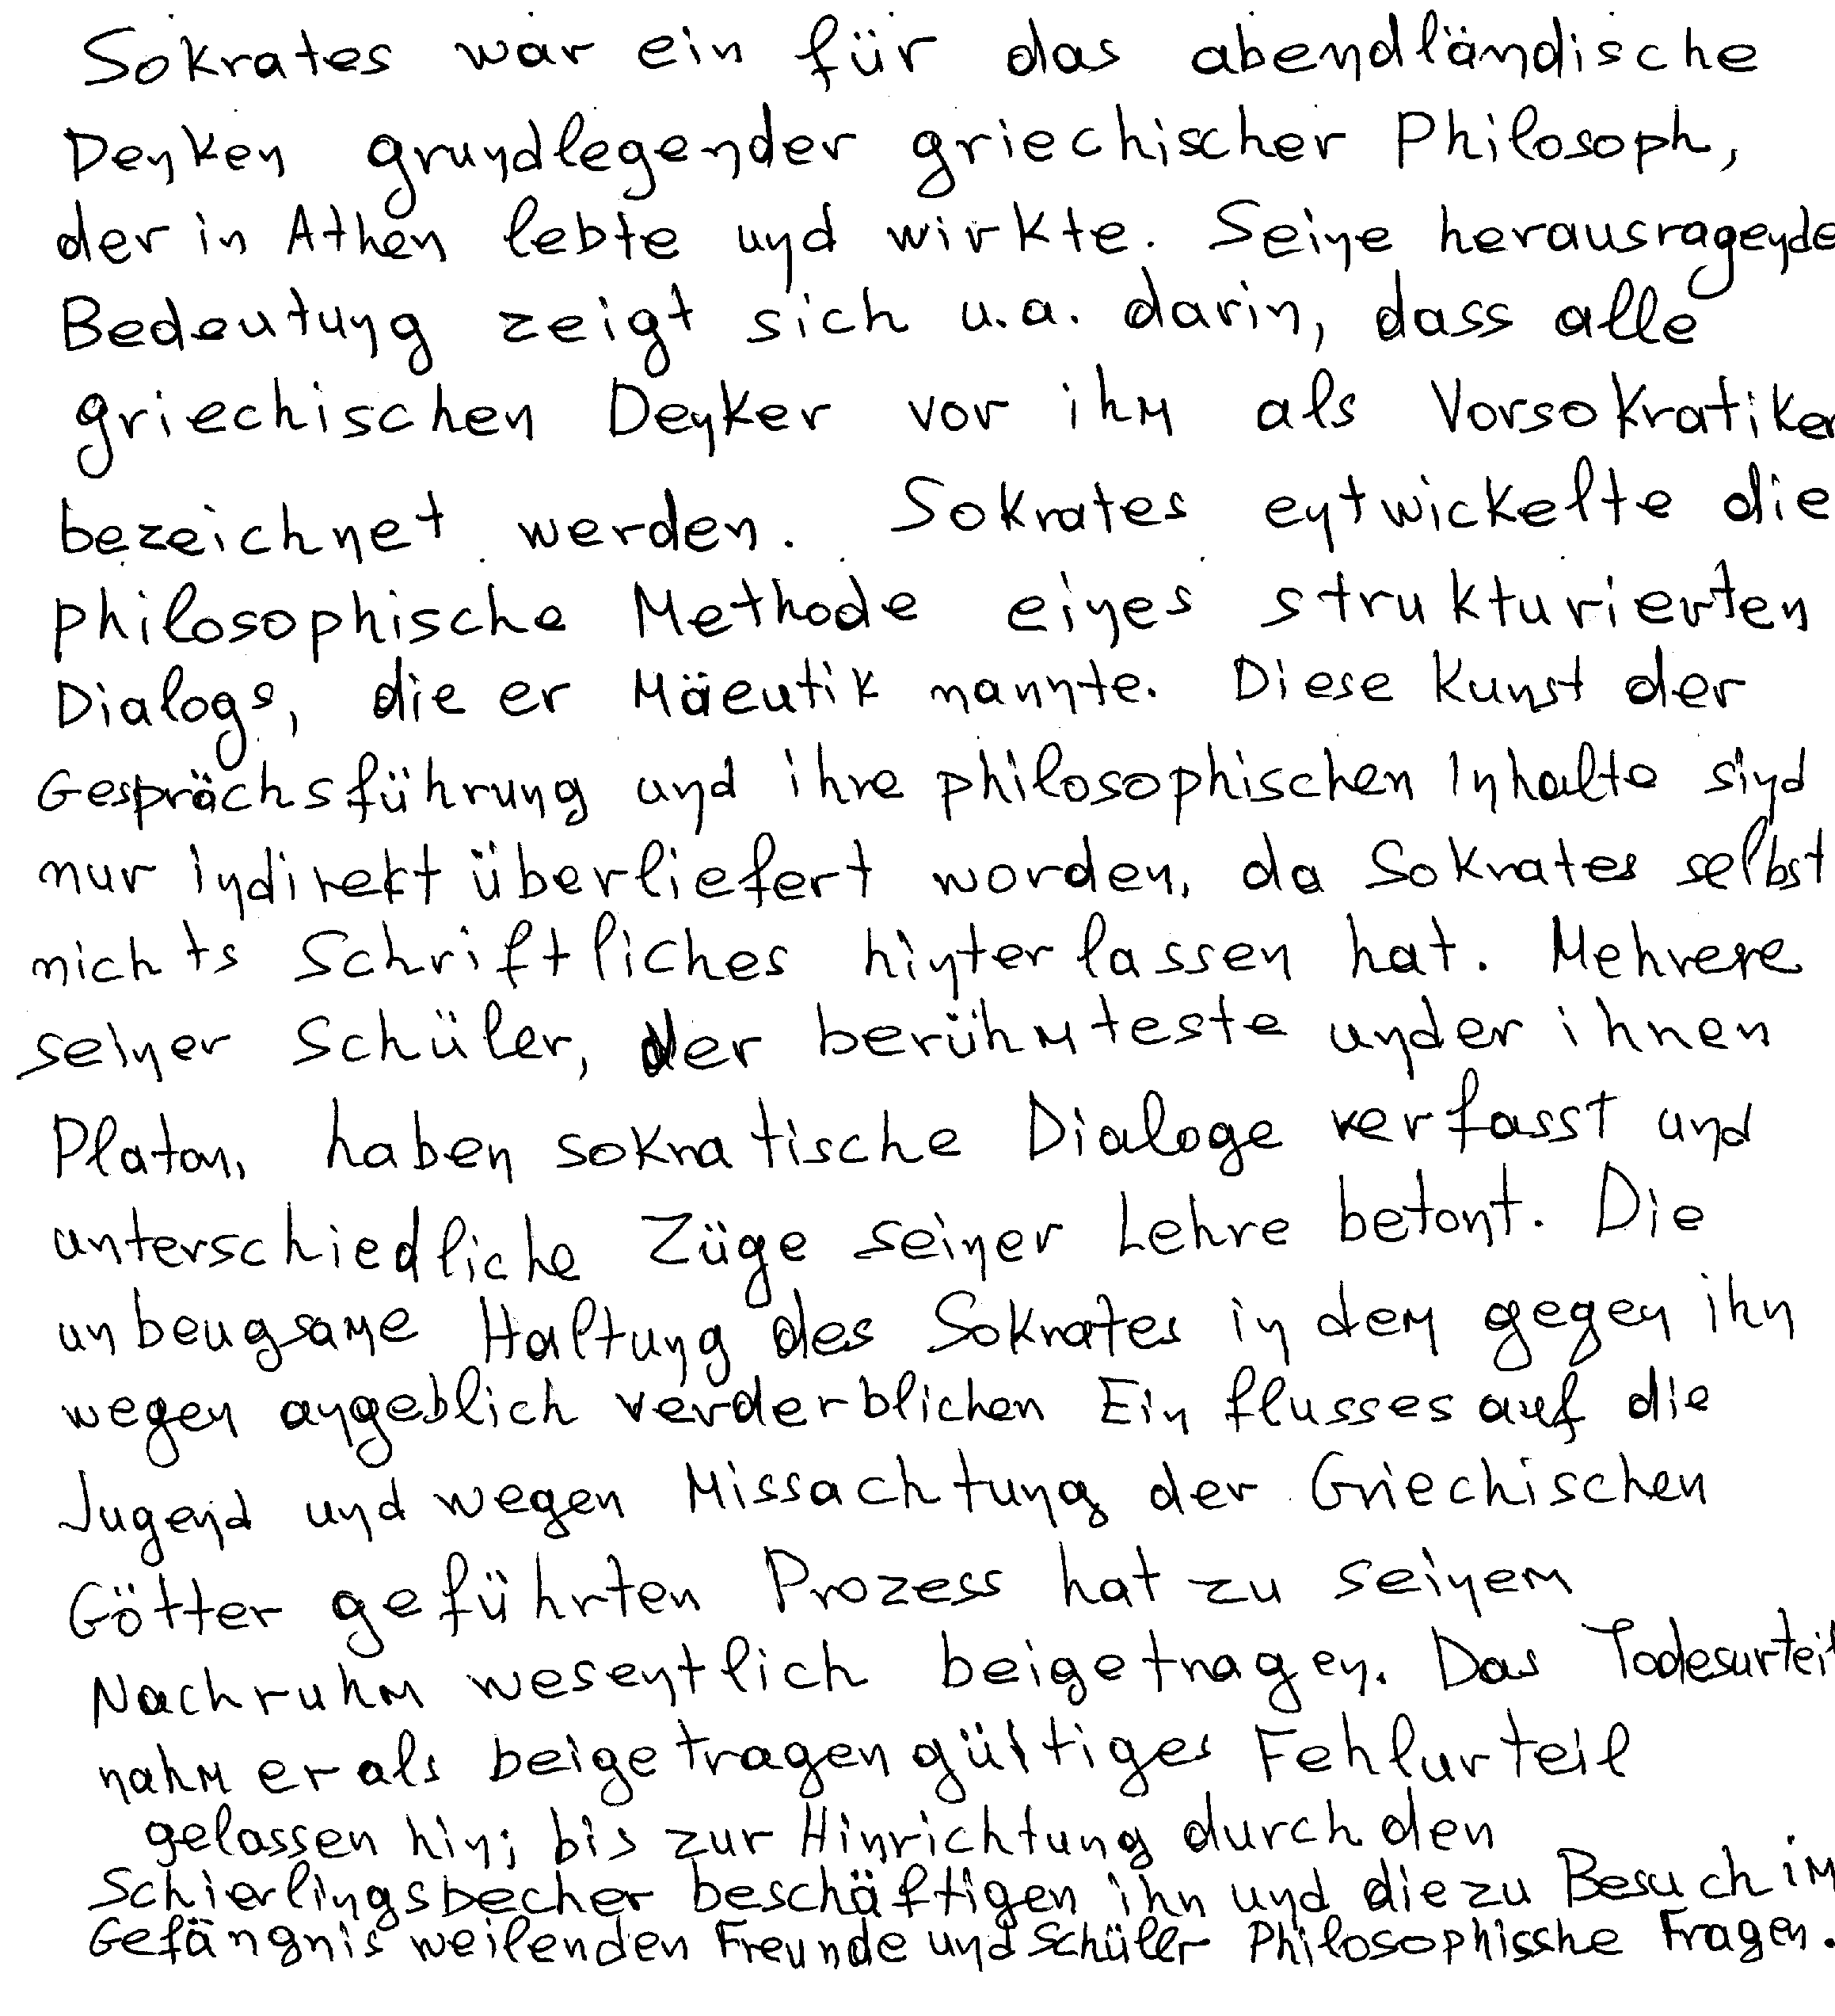 Sokrates war ein für das abendländische
Denken grundlegender griechischer Philosoph,
der in Athen lebte und wirkte. Seine herausragende
Bedeutung zeigt sich u.a. darin, dass alle
griechischen Denker vor ihm als Vorsokratiker
bezeichnet werden. Sokrates entwickelte die
philosophische Methode eines strukturierten
Dialogs, die er Mäeutik nannte. Diese Kunst der
Gesprächsführung und ihre philosophischen Inhalte sind
nur indirekt überliefert worden, da Sokrates selbst
nichts Schriftliches hinterlassen hat. Mehrere
seiner Schüler, der berühmteste under ihnen
Platon, haben sokratische Dialoge verfasst und
unterschiedliche Züge seiner Lehre betont. Die
unbeugsame Haltung des Sokrates in dem gegen ihn
wegen angeblich verderblichen Einflusses auf die
Jugend und wegen Missachtung der Griechischen
Götter geführten Prozess hat zu seinem
Nachruhm wesentlich beigetragen. Das Todesurteil
nahm er als beigetragen gültiges Fehlurteil
gelassen hin; bis zur Hinrichtung durch den
Schierlingsbecher beschäftigen ihn und die zu Besuch im
Gefängnis weilenden Freunde und Schüler Philosophisshe Fragen.